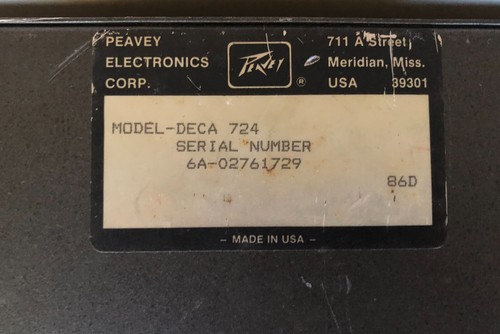 PEAVEY
ELECTRONICS
CORP.
PEAVEY
®
711 A Street
Meridian, Miss.
USA 39301
MODEL-DECA 724
SERIAL NUMBER
6A-02761729
86D
– MADE IN USA –